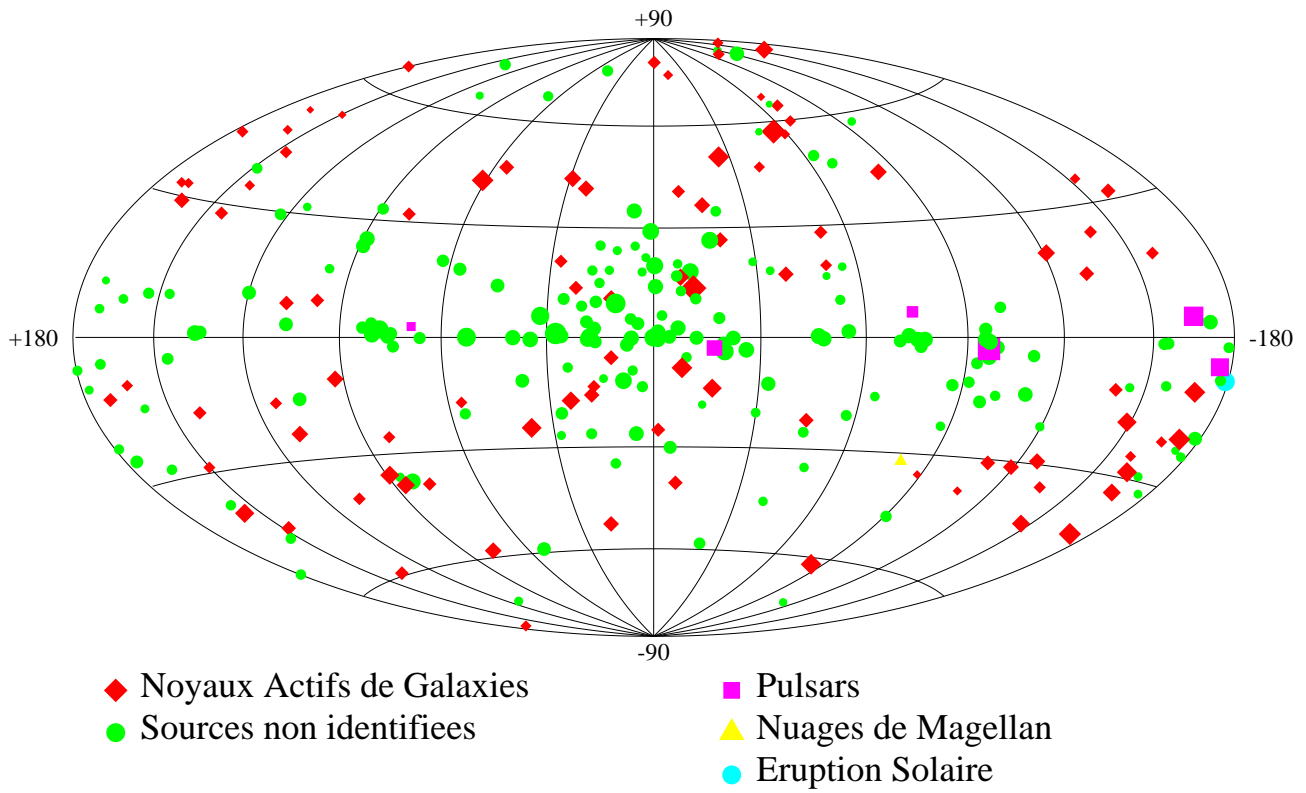 +90
+180
-180
-90
Noyaux Actifs de Galaxies
Sources non identifiees
Pulsars
Nuages de Magellan
Eruption Solaire